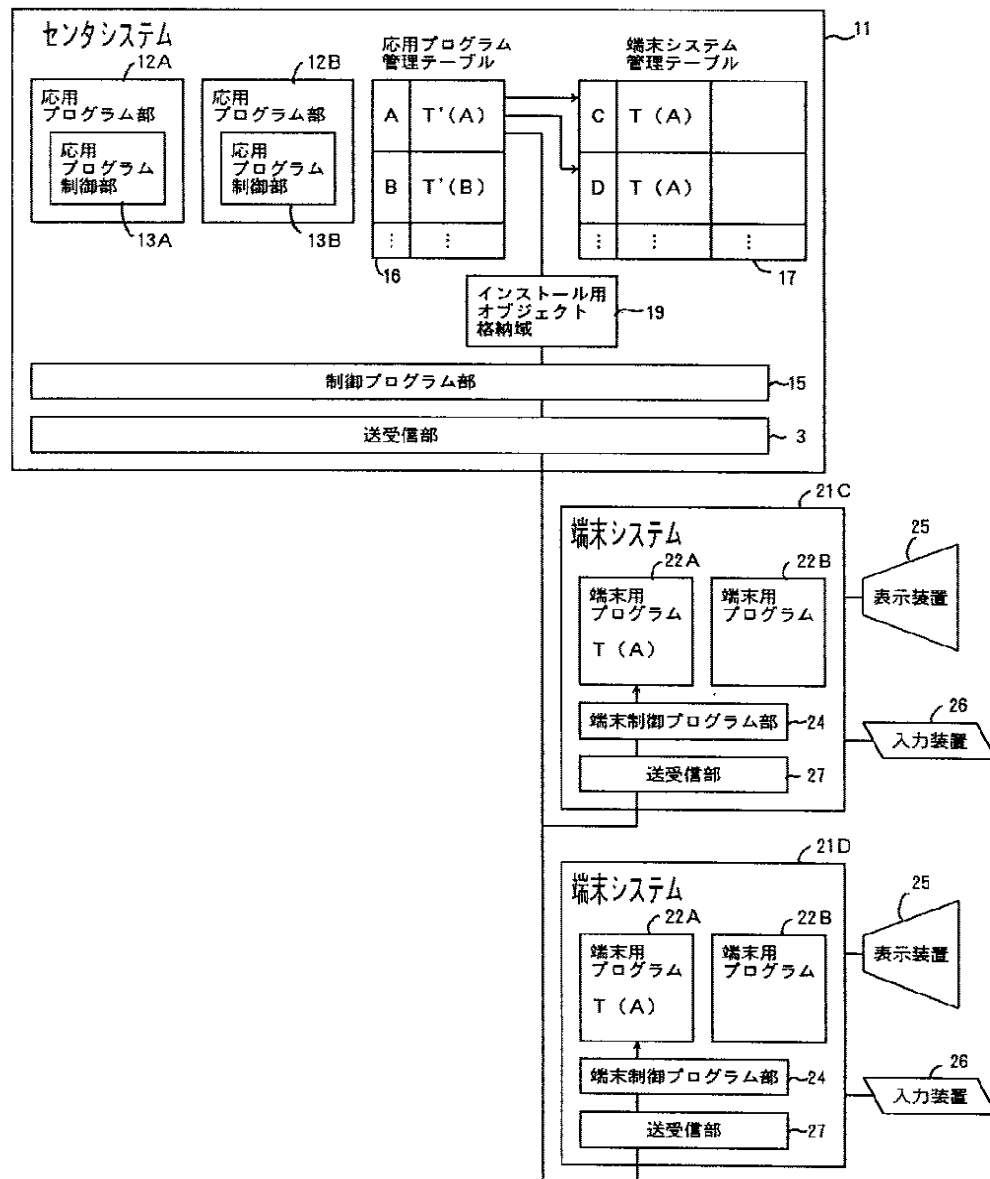 センタシステム
11
12A
応用
プログラム部
応用
プログラム
制御部
13A
12B
応用
プログラム部
応用
プログラム
制御部
13B
応用プログラム
管理テーブル
A
T'(A)
B
T'(B)
⋮
⋮
16
端末システム
管理テーブル
C
T (A)
D
T (A)
⋮
⋮
⋮
17
インストール用
オブジェクト
格納域
19
制御プログラム部
15
送受信部
3
21C
端末システム
22A
端末用
プログラム
T (A)
22B
端末用
プログラム
端末制御プログラム部
24
送受信部
27
25
表示装置
26
入力装置
21D
端末システム
22A
端末用
プログラム
T (A)
22B
端末用
プログラム
端末制御プログラム部
24
送受信部
27
25
表示装置
26
入力装置